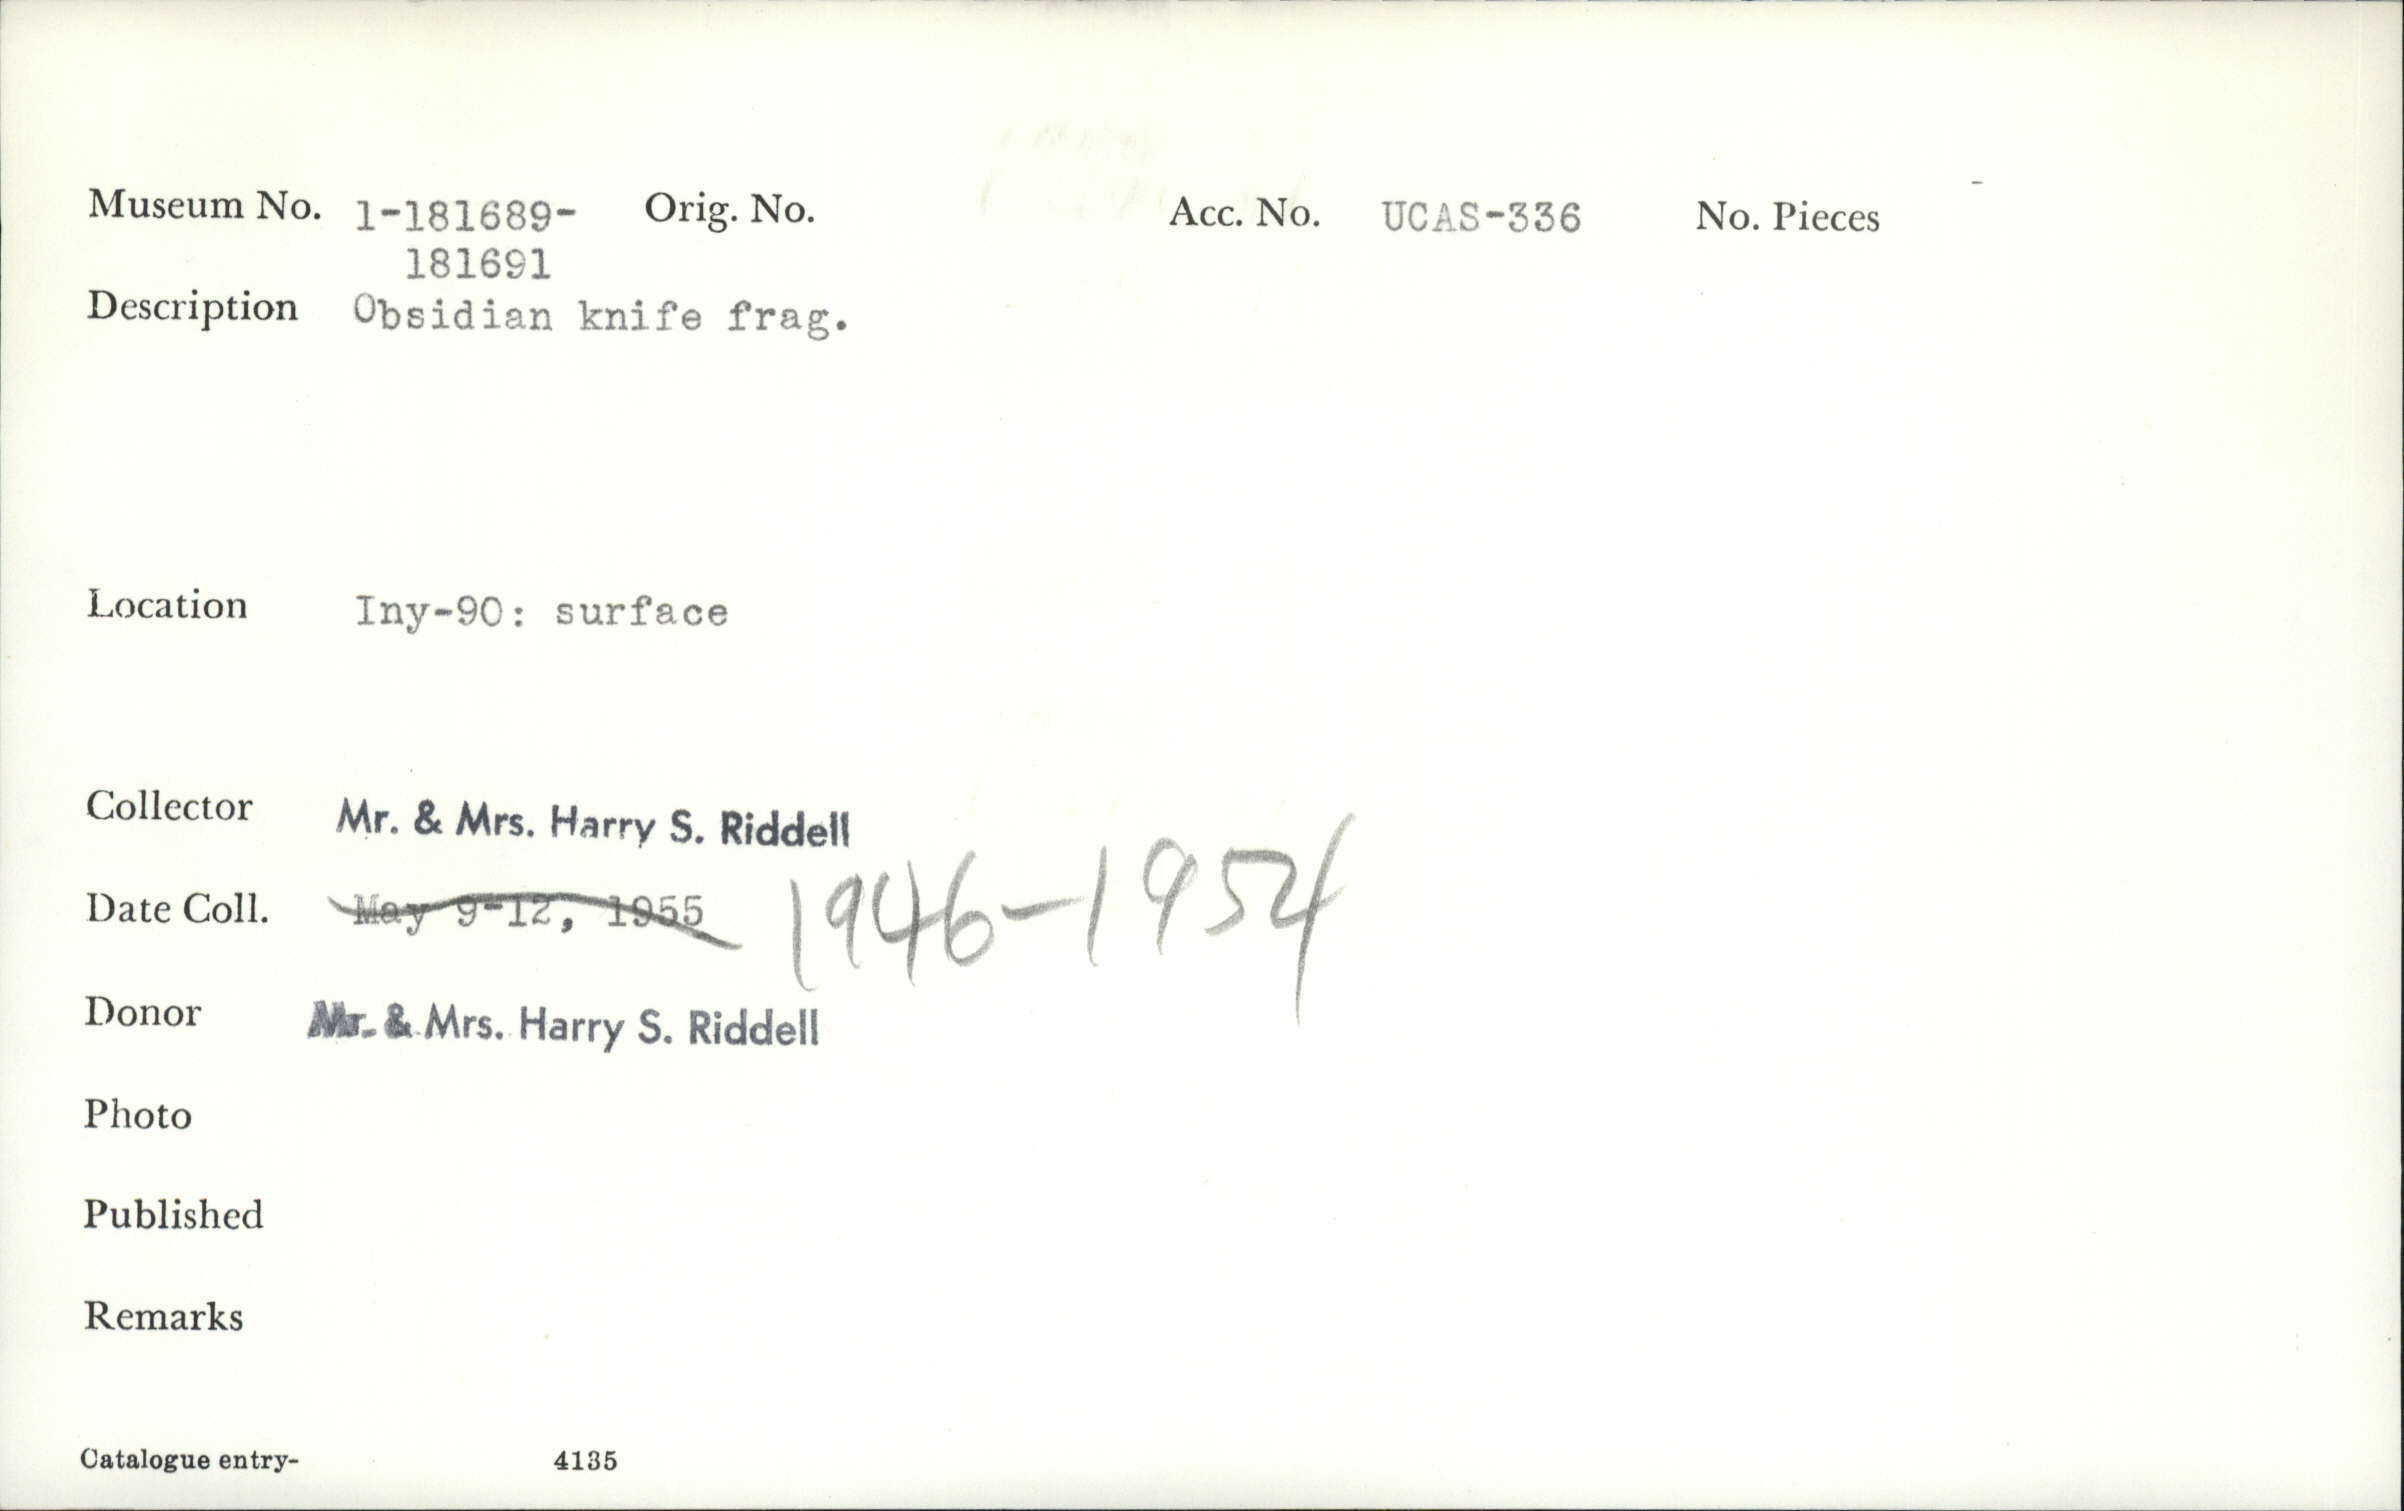 Museum No. 1-181689- Orig. No. Acc. No. UCAS-336 No. Pieces
181691
Description Obsidian knife frag.
Location Iny-90: surface
Collector Mr. & Mrs. Harry S. Riddell
Date Coll. May 9-12, 1955 1946-1954
Donor Mr. & Mrs. Harry S. Riddell
Photo
Published
Remarks
Catalogue entry- 4135